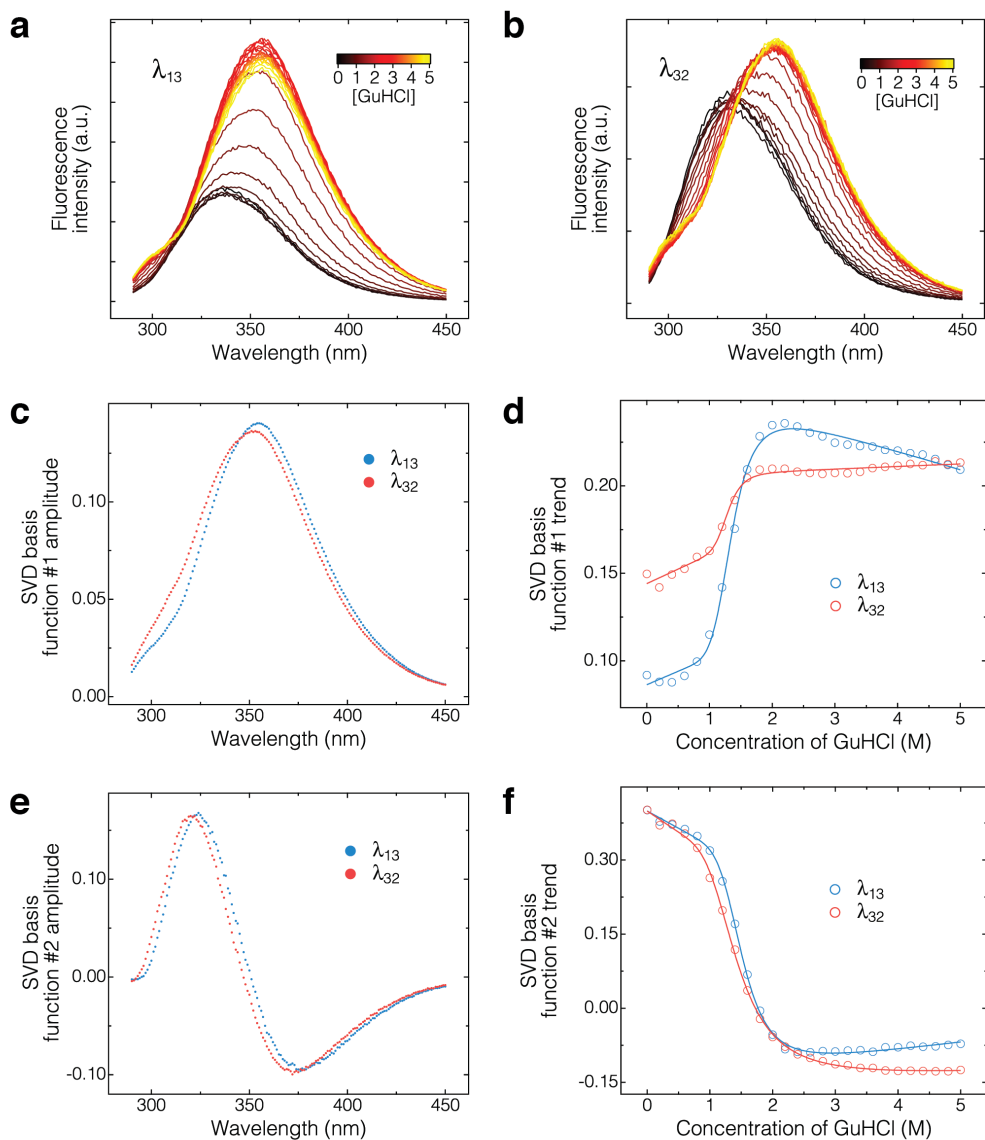 a
λ13
0 1 2 3 4 5
[GuHCl]
Fluorescence
intensity (a.u.)
300 350 400 450
Wavelength (nm)
b
λ32
0 1 2 3 4 5
[GuHCl]
Fluorescence
intensity (a.u.)
300 350 400 450
Wavelength (nm)
c
λ13
λ32
0.10
0.05
0.00
SVD basis
function #1 amplitude
300 350 400 450
Wavelength (nm)
d
0.20
0.15
0.10
SVD basis
function #1 trend
λ13
λ32
0 1 2 3 4 5
Concentration of GuHCl (M)
e
λ13
λ32
0.10
0.00
-0.10
SVD basis
function #2 amplitude
300 350 400 450
Wavelength (nm)
f
0.30
0.15
0.00
-0.15
SVD basis
function #2 trend
λ13
λ32
0 1 2 3 4 5
Concentration of GuHCl (M)